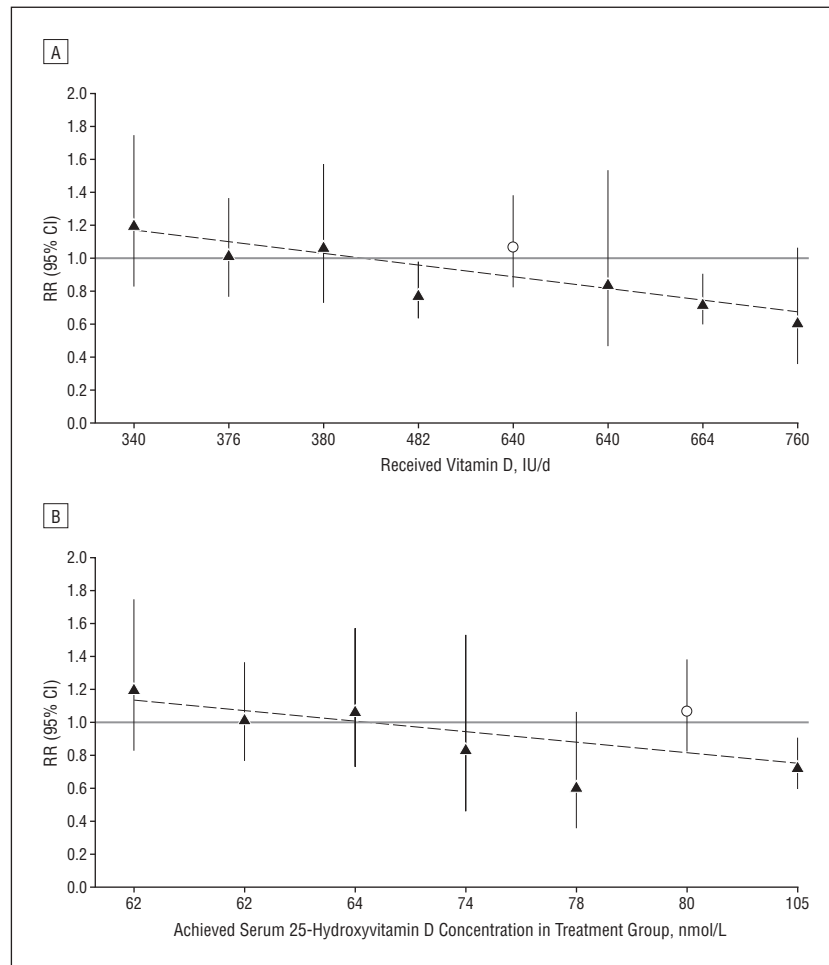 A
2.0
1.8
1.6
1.4
1.2
1.0
0.8
0.6
0.4
0.2
0.0
RR (95% CI)
340 376 380 482 640 640 664 760
Received Vitamin D, IU/d
B
2.0
1.8
1.6
1.4
1.2
1.0
0.8
0.6
0.4
0.2
0.0
RR (95% CI)
62 62 64 74 78 80 105
Achieved Serum 25-Hydroxyvitamin D Concentration in Treatment Group, nmol/L